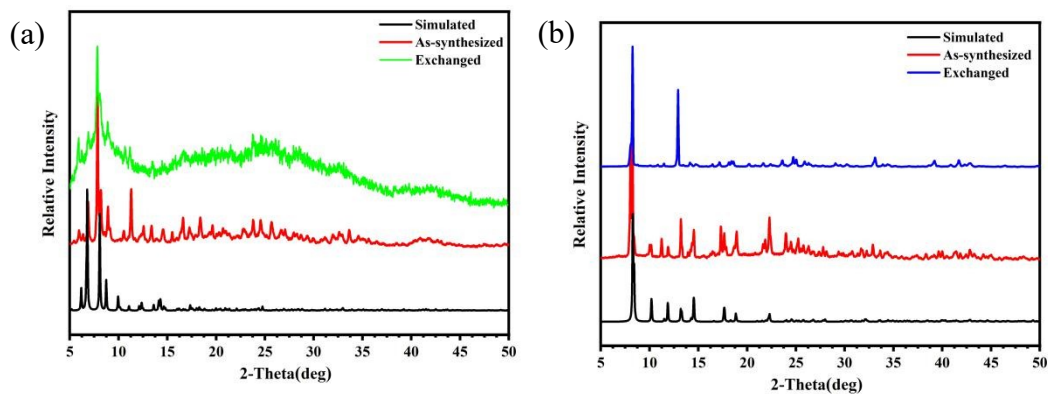 (a)
Simulated
As-synthesized
Exchanged
Relative Intensity
5 10 15 20 25 30 35 40 45 50
2-Theta(deg)
(b)
Simulated
As-synthesized
Exchanged
Relative Intensity
5 10 15 20 25 30 35 40 45 50
2-Theta(deg)